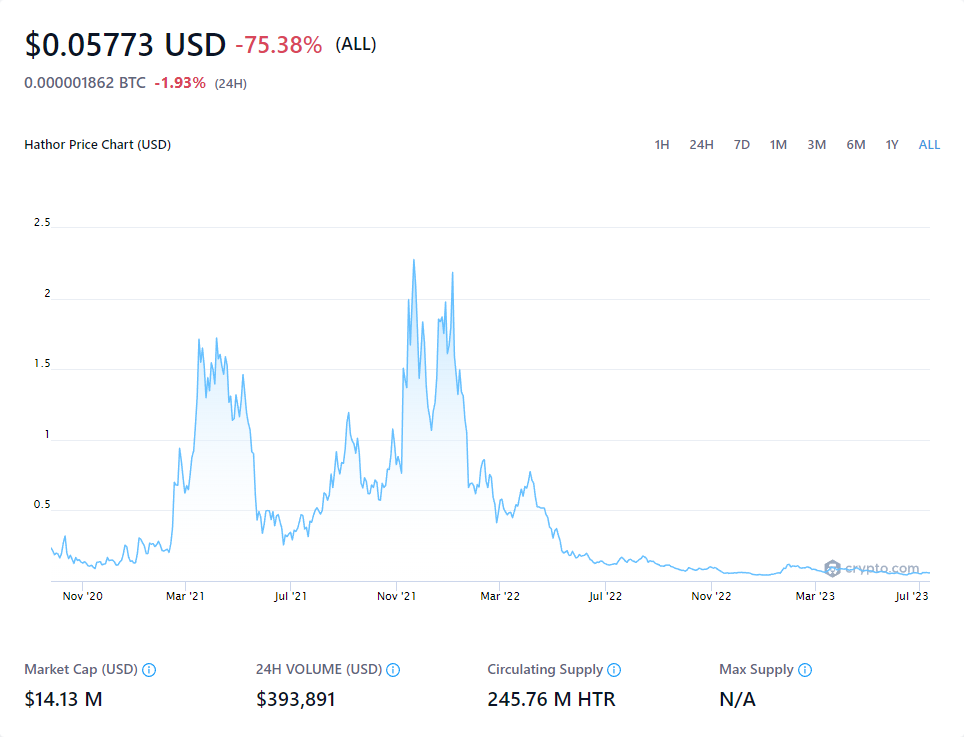 $0.05773 USD -75.38% (ALL)
0.000001862 BTC -1.93% (24H)
Hathor Price Chart (USD) 1H 24H 7D 1M 3M 6M 1Y ALL
2.5
2
1.5
1
0.5
crypto.com
Nov '20 Mar '21 Jul '21 Nov '21 Mar '22 Jul '22 Nov '22 Mar '23 Jul '23
Market Cap (USD) 24H VOLUME (USD) Circulating Supply Max Supply
$14.13 M $393,891 245.76 M HTR N/A